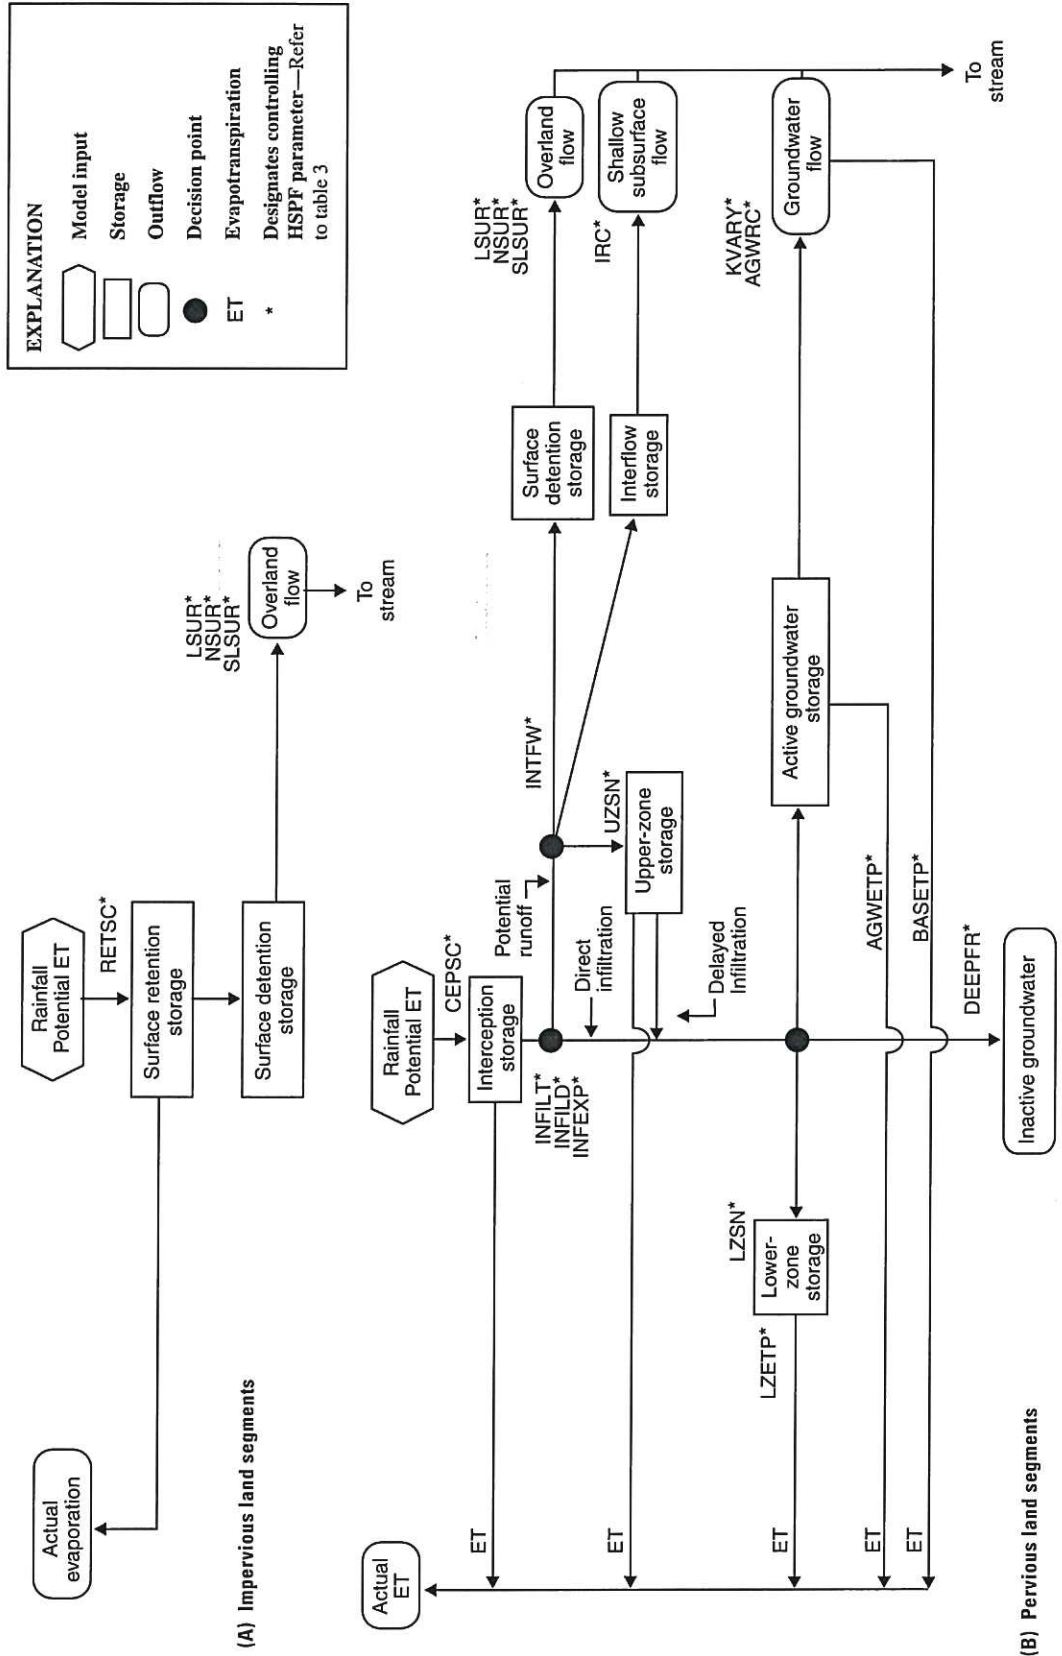 EXPLANATION
Model input
Storage
Outflow
Decision point
ET
Evapotranspiration
*
Designates controlling
HSPF parameter—Refer
to table 3
Rainfall
Potential ET
RETSC*
Surface retention
storage
Actual
evaporation
Surface detention
storage
LSUR*
NSUR*
SLSUR*
Overland
flow
To
stream
(A) Impervious land segments
Rainfall
Potential ET
CEPSC*
Interception
storage
Actual
ET
ET
INFILT*
INFILD*
INFEXP*
Potential
runoff
INTFW*
Surface
detention
storage
LSUR*
NSUR*
SLSUR*
Overland
flow
Direct
infiltration
UZSN*
Upper-zone
storage
Interflow
storage
IRC*
Shallow
subsurface
flow
ET
Delayed
Infiltration
LZSN*
Lower-
zone
storage
LZETP*
ET
Active groundwater
storage
KVARY*
AGWRC*
Groundwater
flow
To
stream
AGWETP*
ET
BASETP*
ET
DEEPFR*
Inactive groundwater
(B) Pervious land segments